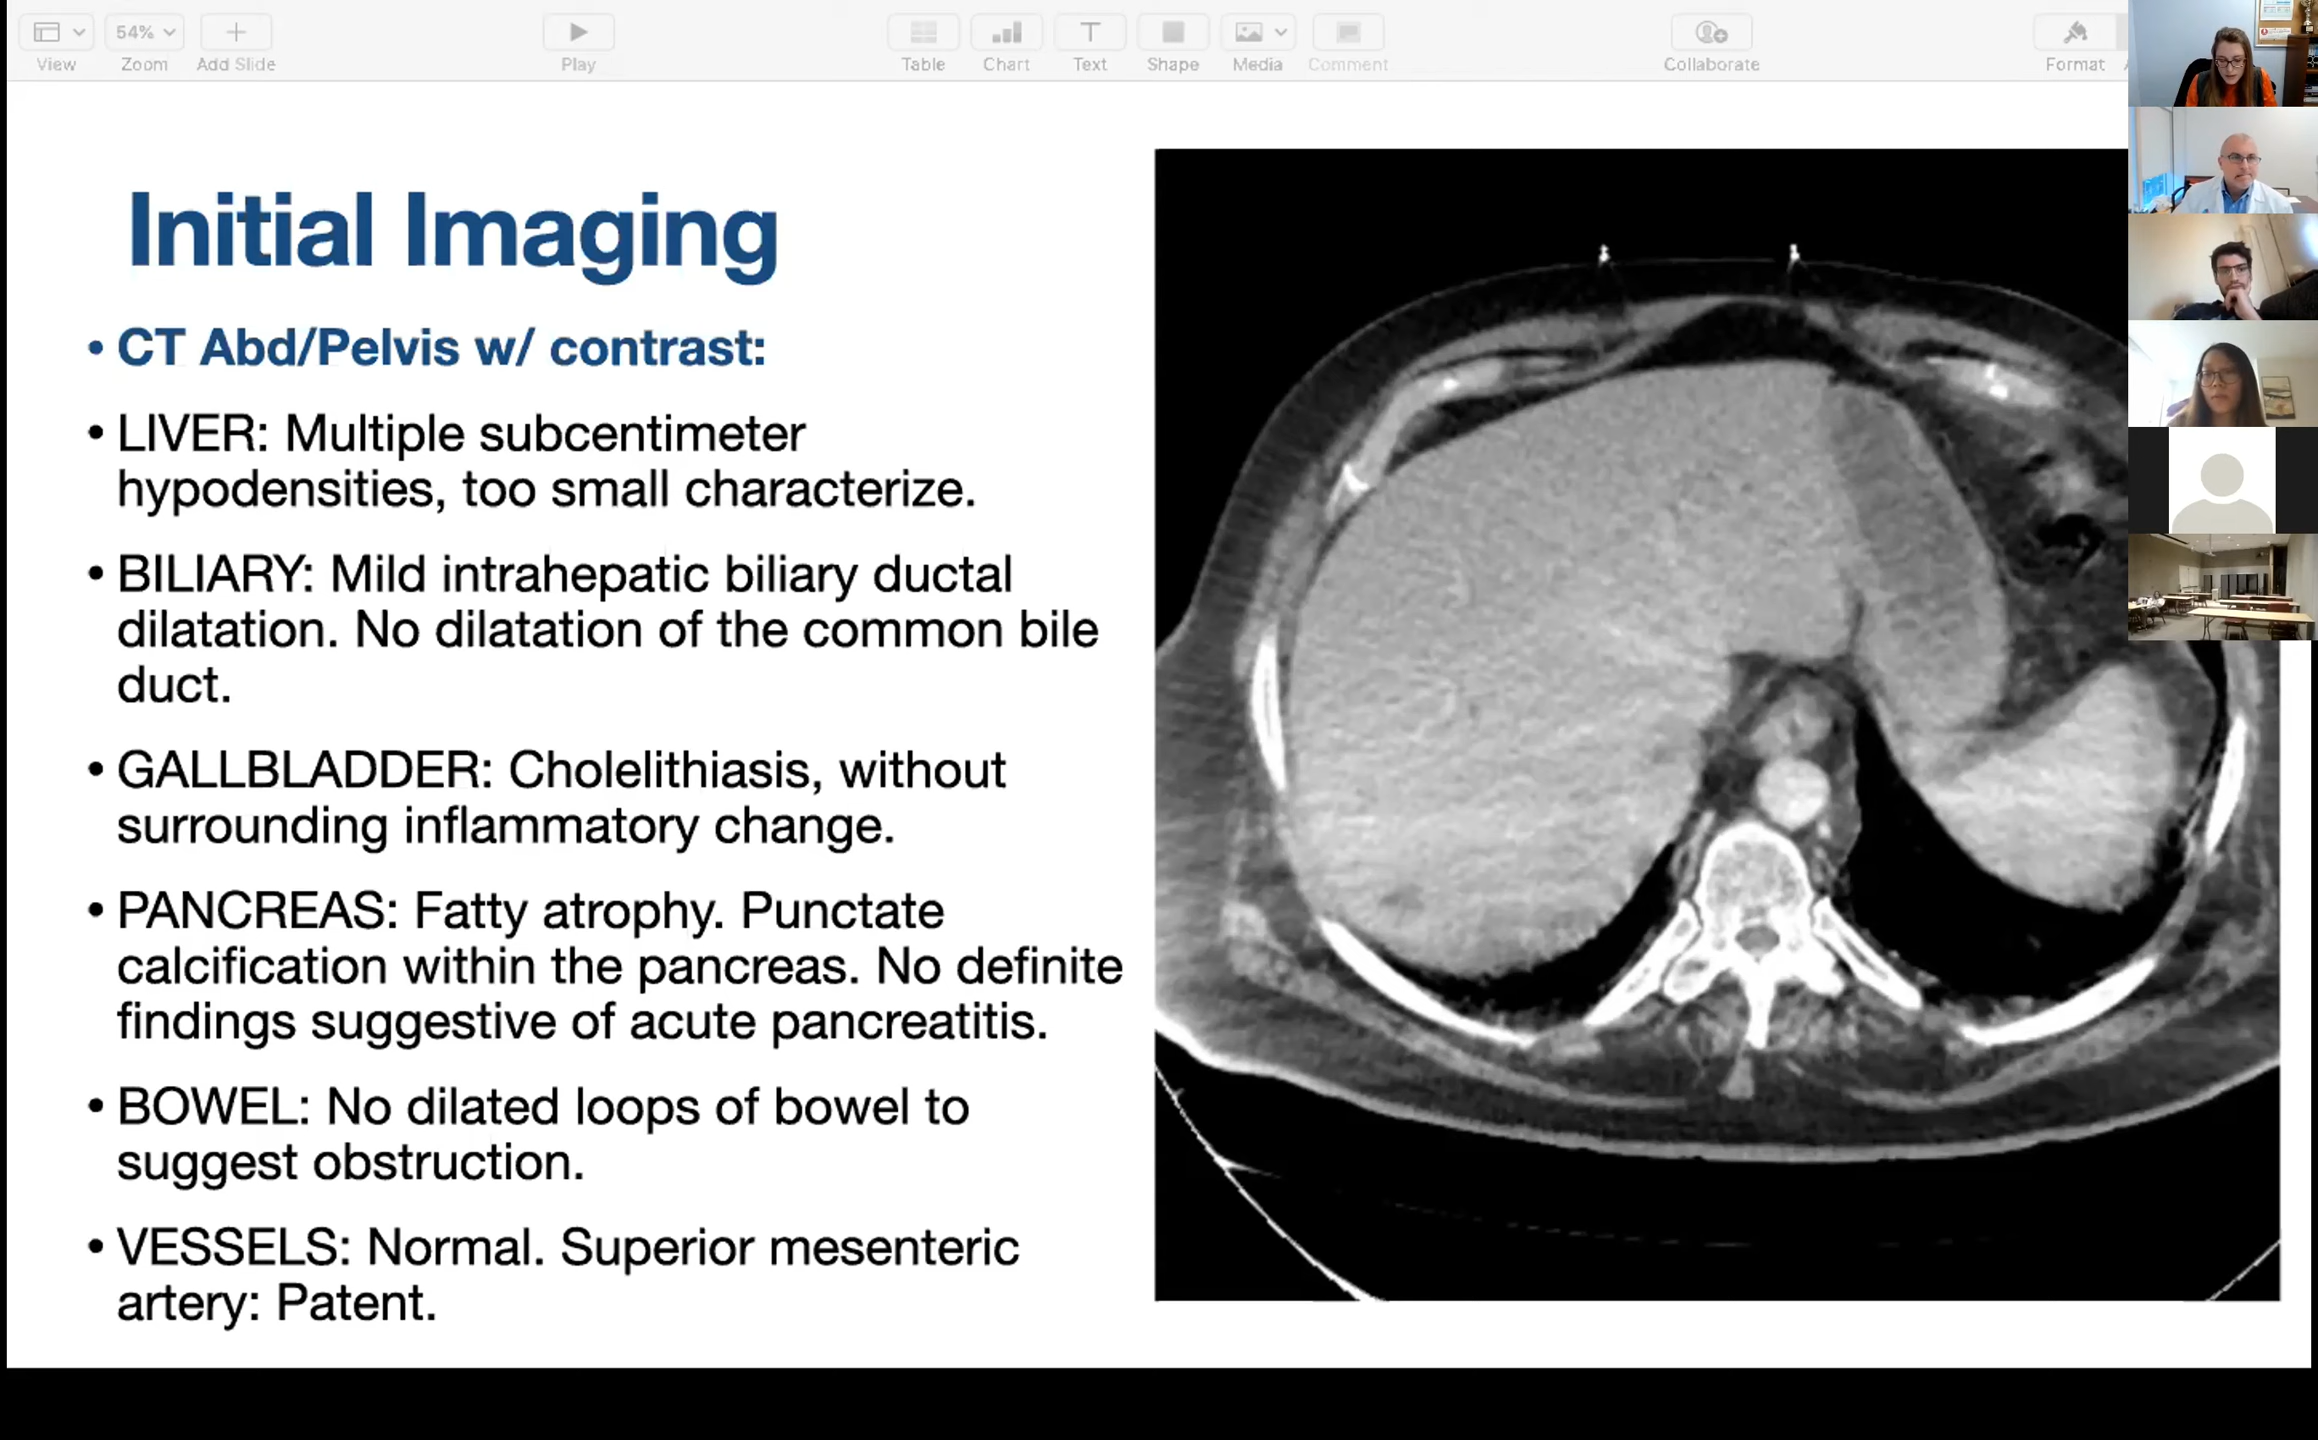 54%
View
Zoom
Add Slide
Play
Table
Chart
Text
Shape
Media
Comment
Collaborate
Format
Initial Imaging
• CT Abd/Pelvis w/ contrast:
• LIVER: Multiple subcentimeter
hypodensities, too small characterize.
• BILIARY: Mild intrahepatic biliary ductal
dilatation. No dilatation of the common bile
duct.
• GALLBLADDER: Cholelithiasis, without
surrounding inflammatory change.
• PANCREAS: Fatty atrophy. Punctate
calcification within the pancreas. No definite
findings suggestive of acute pancreatitis.
• BOWEL: No dilated loops of bowel to
suggest obstruction.
• VESSELS: Normal. Superior mesenteric
artery: Patent.